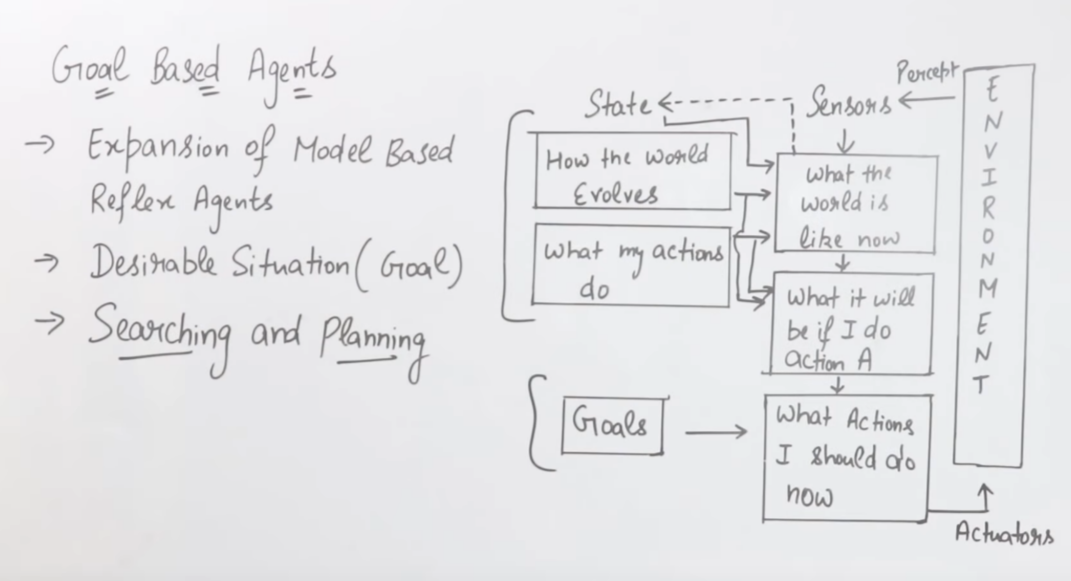 Goal Based Agents
→ Expansion of Model Based
Reflex Agents
→ Desirable Situation (Goal)
→ Searching and Planning
Percept
State
Sensors
How the world
Evolves
What my actions
do
What the
world is
like now
What it will
be if I do
action A
Goals
What Actions
I should do
now
ENVIRONMENT
Actuators